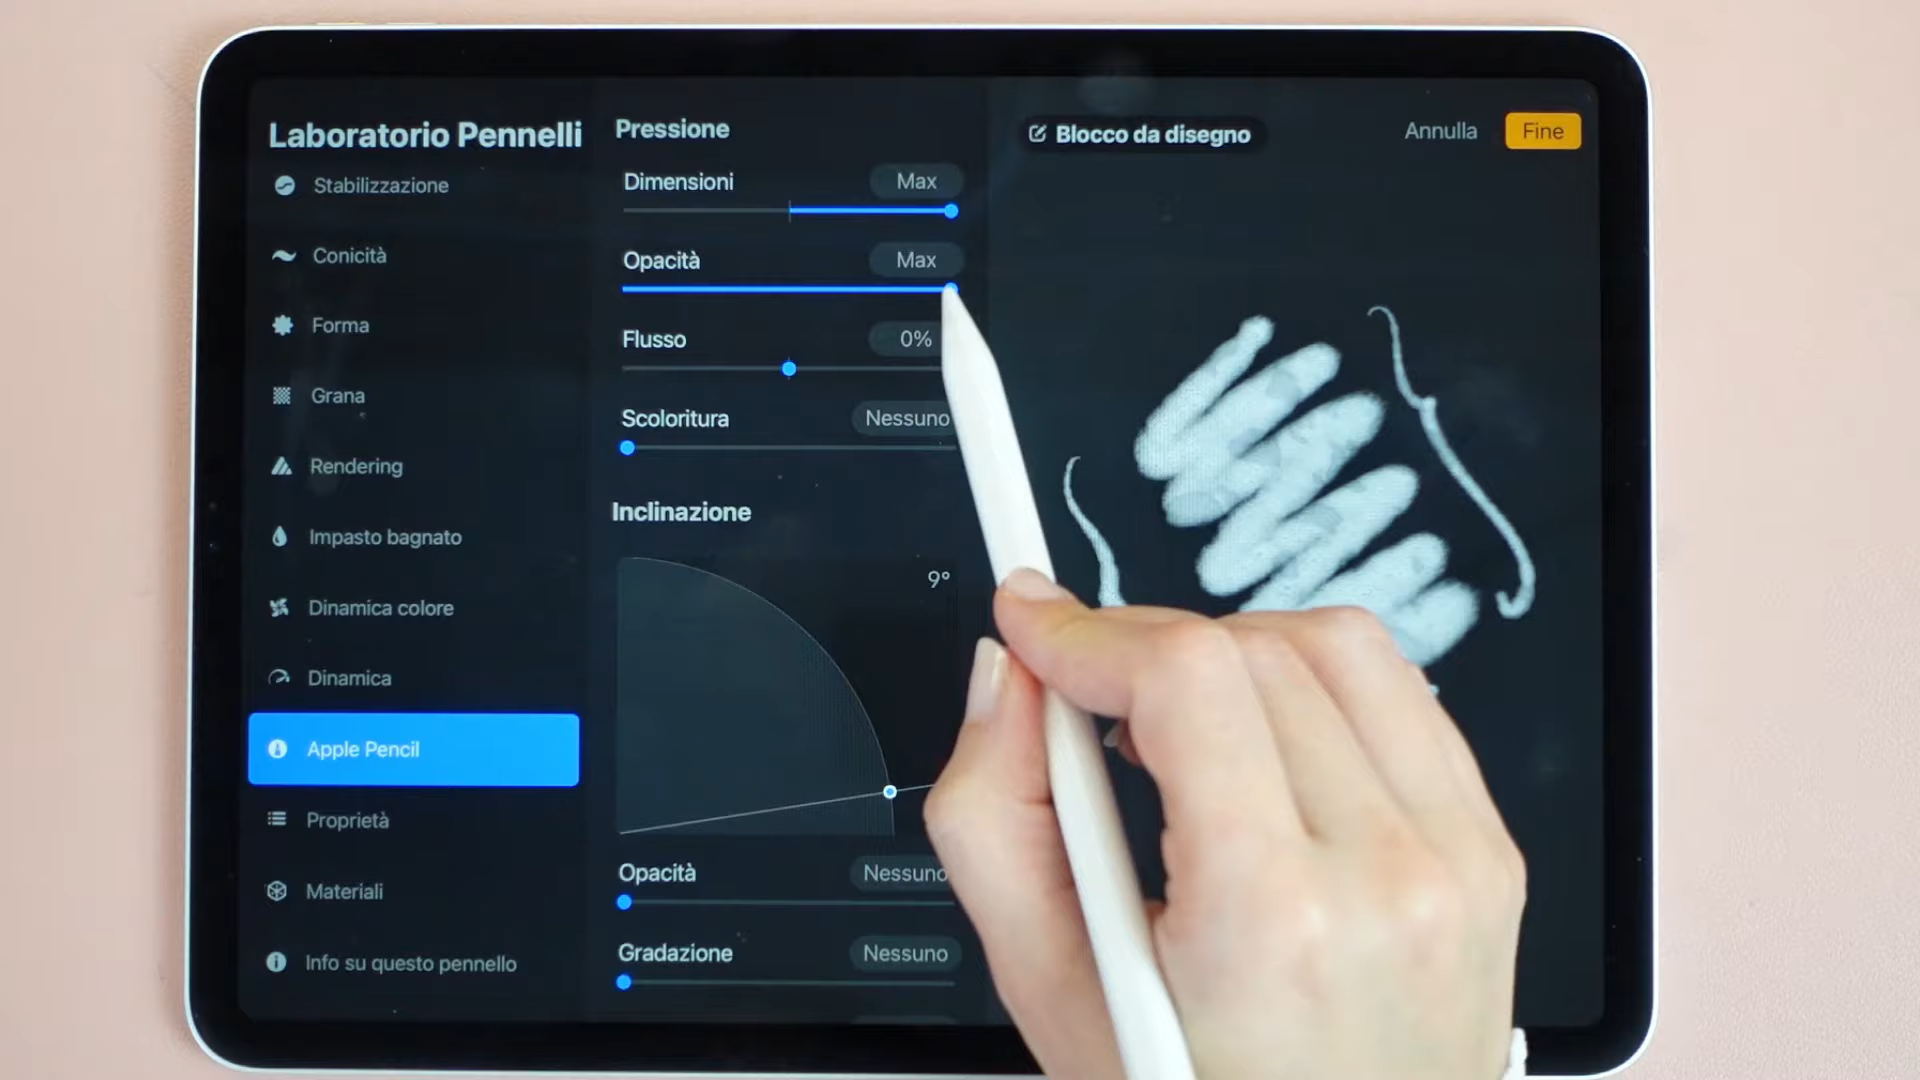 Laboratorio Pennelli
Stabilizzazione
Conicità
Forma
Grana
Rendering
Impasto bagnato
Dinamica colore
Dinamica
Apple Pencil
Proprietà
Materiali
Info su questo pennello
Pressione
Dimensioni Max
Opacità Max
Flusso 0%
Scoloritura Nessuno
Inclinazione
9°
Opacità Nessuno
Gradazione Nessuno
Blocco da disegno
Annulla
Fine